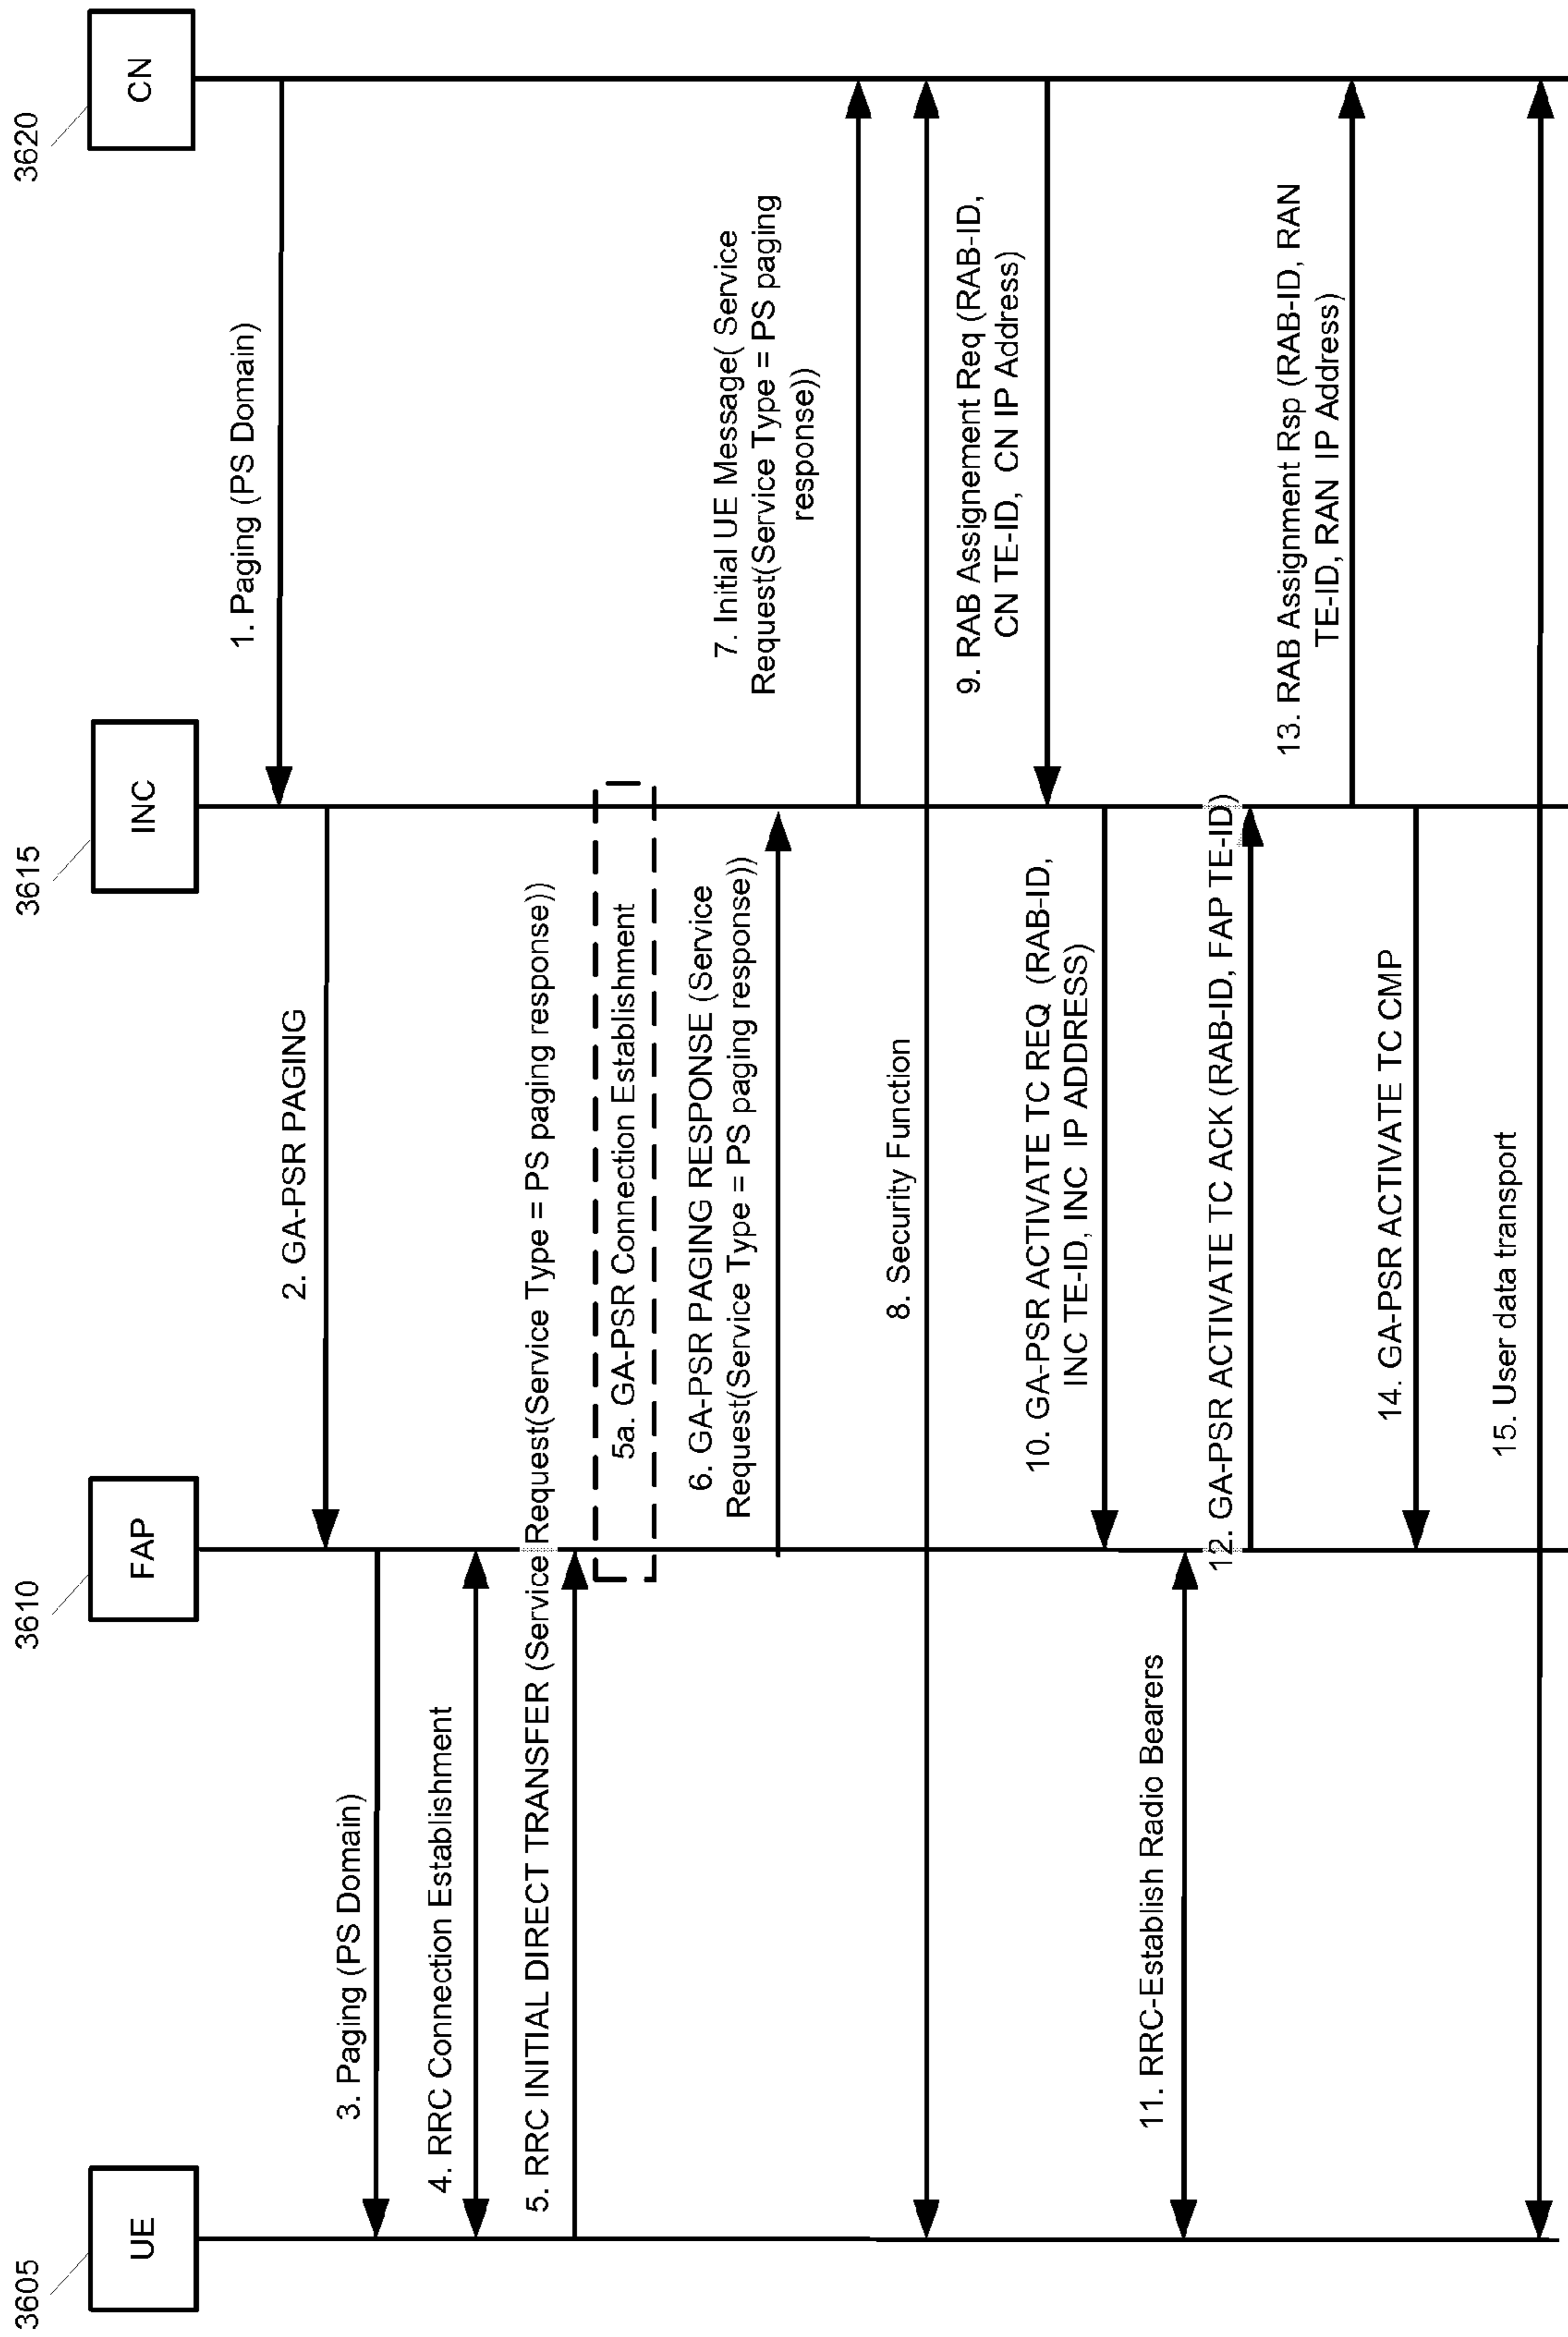 3605
3610
3615
3620
UE
FAP
INC
CN
1. Paging (PS Domain)
2. GA-PSR PAGING
3. Paging (PS Domain)
4. RRC Connection Establishment
5. RRC INITIAL DIRECT TRANSFER (Service Request(Service Type = PS paging response))
5a. GA-PSR Connection Establishment
6. GA-PSR PAGING RESPONSE (Service
Request(Service Type = PS paging response))
7. Initial UE Message( Service
Request(Service Type = PS paging
response))
8. Security Function
9. RAB Assignement Req (RAB-ID,
CN TE-ID, CN IP Address)
10. GA-PSR ACTIVATE TC REQ (RAB-ID,
INC TE-ID, INC IP ADDRESS)
11. RRC-Establish Radio Bearers
12. GA-PSR ACTIVATE TC ACK (RAB-ID, FAP TE-ID)
13. RAB Assignment Rsp (RAB-ID, RAN
TE-ID, RAN IP Address)
14. GA-PSR ACTIVATE TC CMP
15. User data transport